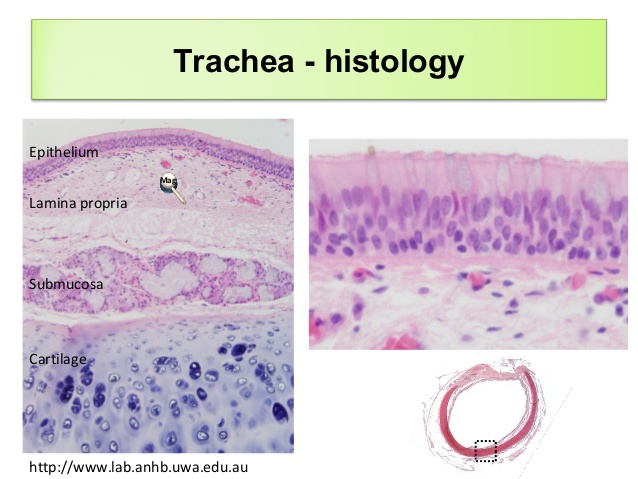 Trachea - histology
Epithelium
Mag
Lamina propria
Submucosa
Cartilage
http://www.lab.anhb.uwa.edu.au